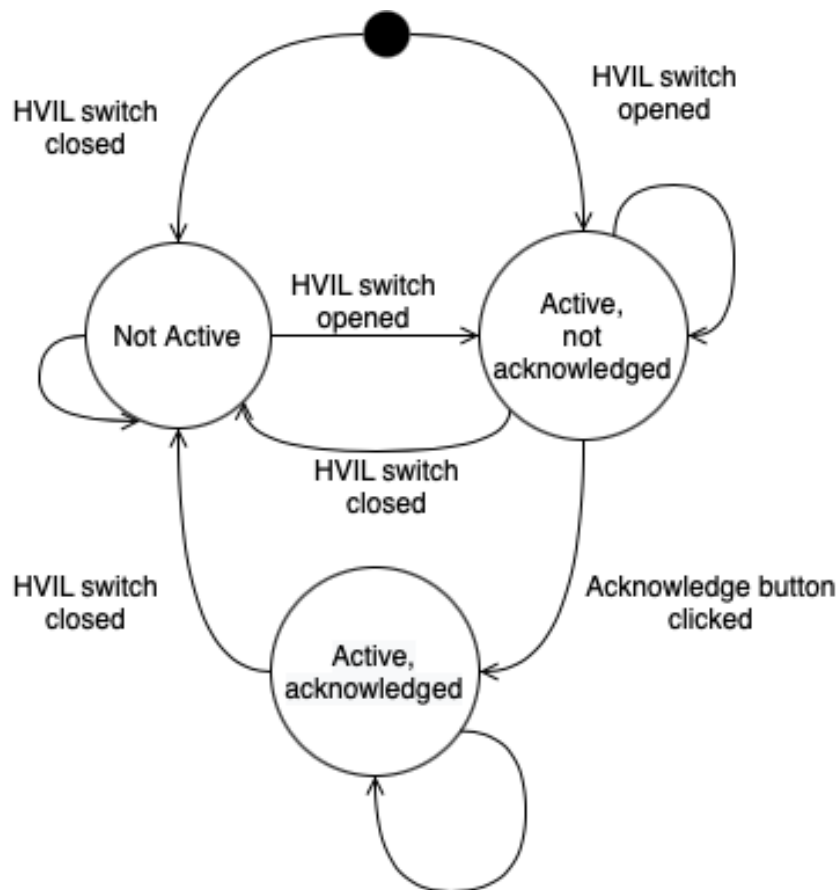 HVIL switch
closed
HVIL switch
opened
Not Active
HVIL switch
opened
Active,
not
acknowledged
HVIL switch
closed
HVIL switch
closed
Active,
acknowledged
Acknowledge button
clicked